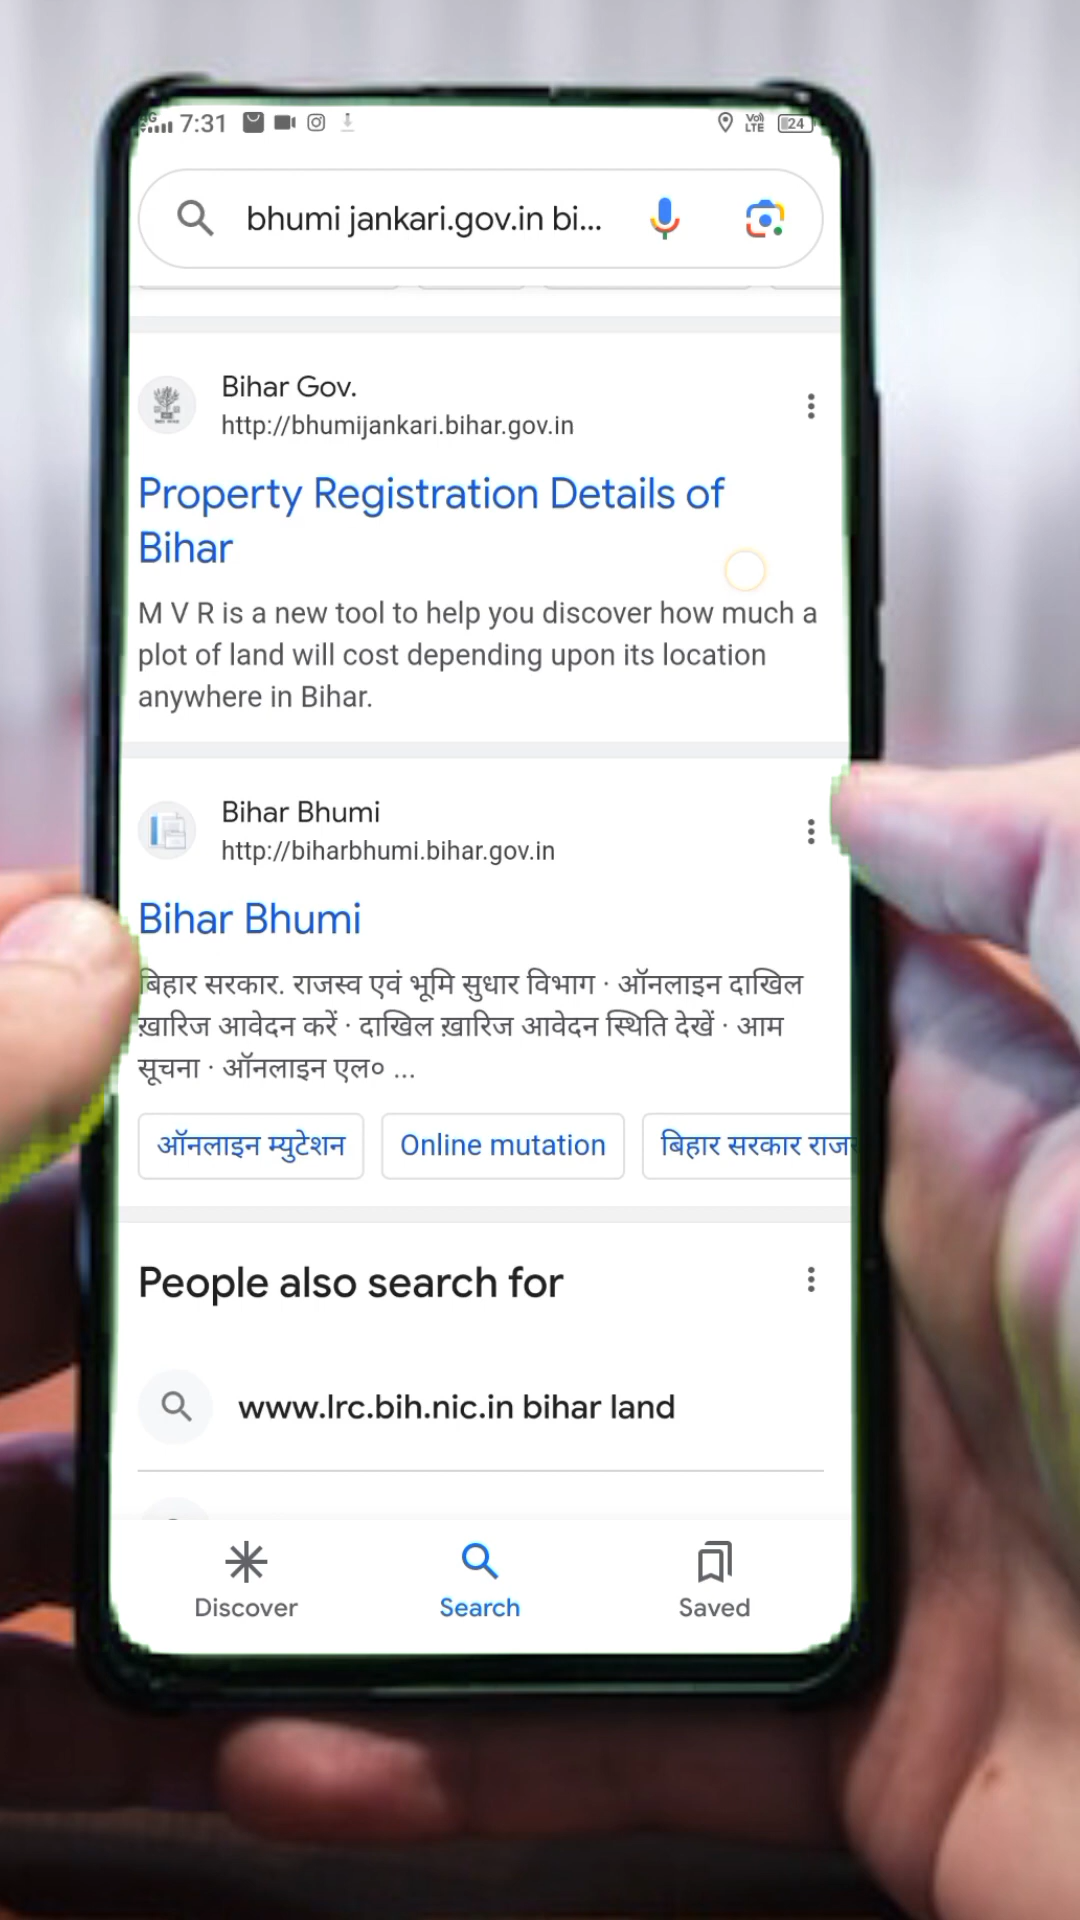 7:31
VoLTE 24
bhumi jankari.gov.in bi...
Bihar Gov.
http://bhumijankari.bihar.gov.in
Property Registration Details of
Bihar
M V R is a new tool to help you discover how much a
plot of land will cost depending upon its location
anywhere in Bihar.
Bihar Bhumi
http://biharbhumi.bihar.gov.in
Bihar Bhumi
बिहार सरकार. राजस्व एवं भूमि सुधार विभाग · ऑनलाइन दाखिल
ख़ारिज आवेदन करें · दाखिल ख़ारिज आवेदन स्थिति देखें · आम
सूचना · ऑनलाइन एल० ...
ऑनलाइन म्युटेशन
Online mutation
बिहार सरकार राज
People also search for
www.lrc.bih.nic.in bihar land
Discover
Search
Saved